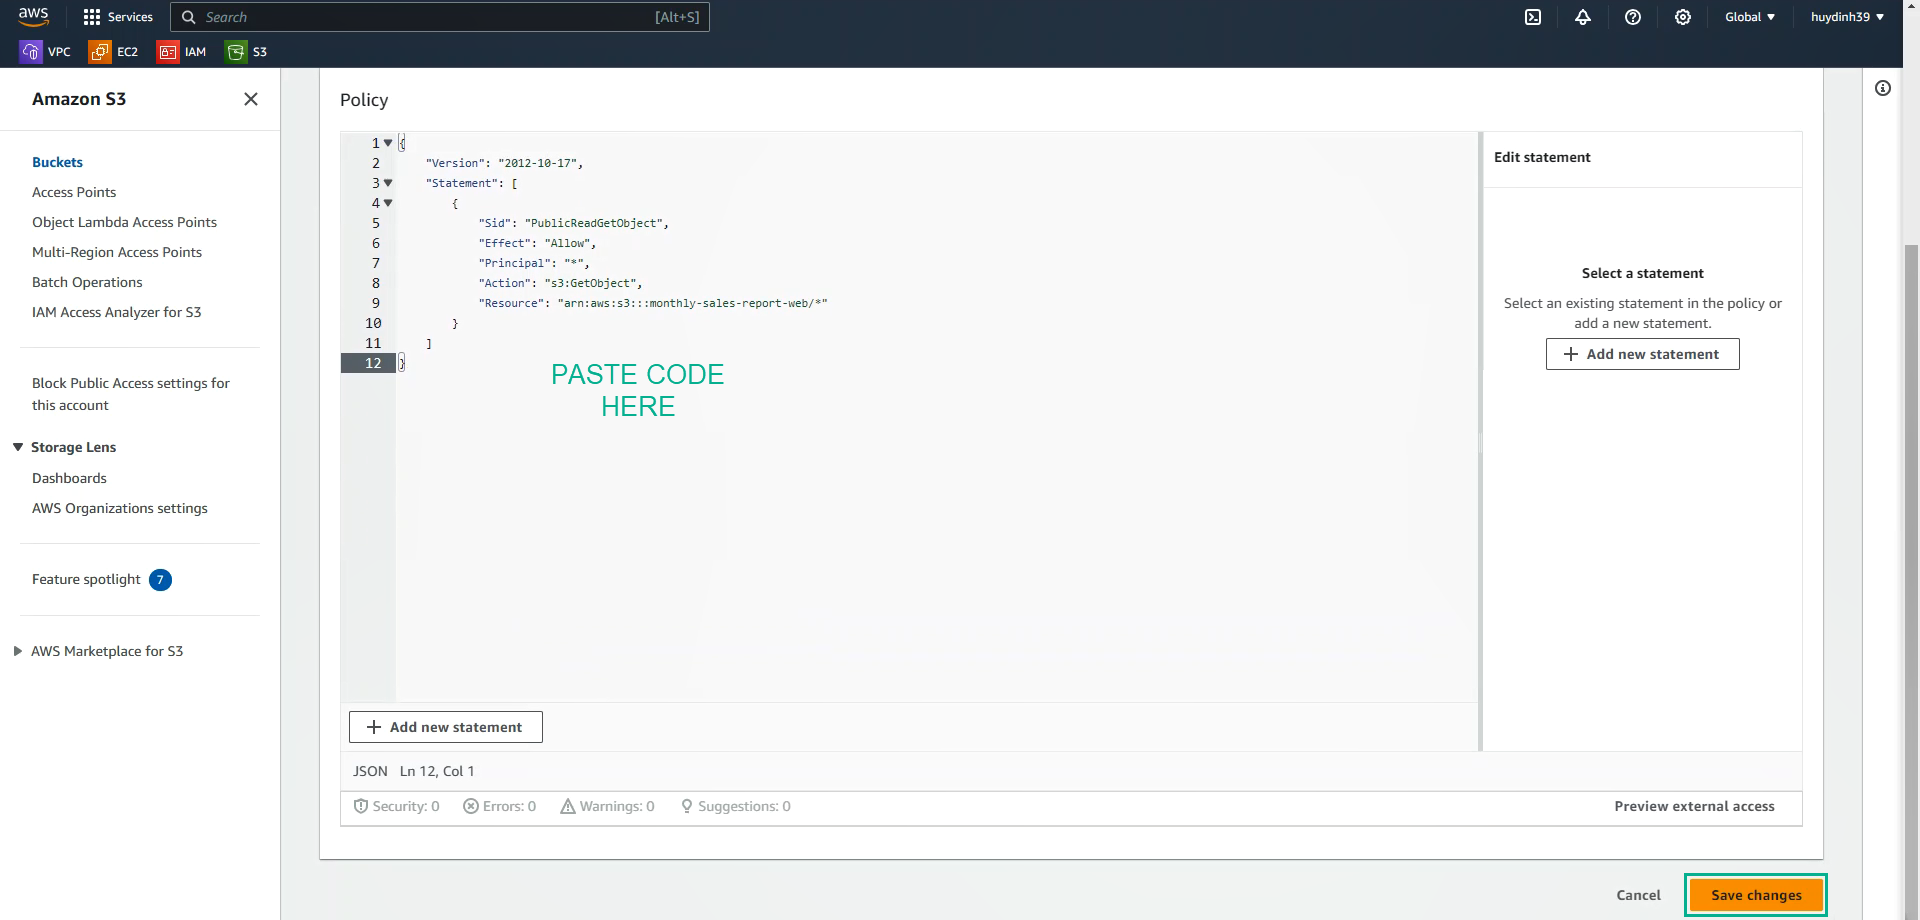 aws Services Search [Alt+S] Global huydinh39
VPC EC2 IAM S3
Amazon S3
Buckets
Access Points
Object Lambda Access Points
Multi-Region Access Points
Batch Operations
IAM Access Analyzer for S3
Block Public Access settings for
this account
Storage Lens
Dashboards
AWS Organizations settings
Feature spotlight 7
AWS Marketplace for S3
Policy
1 {
2 "Version": "2012-10-17",
3 "Statement": [
4 {
5 "Sid": "PublicReadGetObject",
6 "Effect": "Allow",
7 "Principal": "*",
8 "Action": "s3:GetObject",
9 "Resource": "arn:aws:s3:::monthly-sales-report-web/*"
10 }
11 ]
12 }
PASTE CODE
HERE
Add new statement
JSON Ln 12, Col 1
Security: 0 Errors: 0 Warnings: 0 Suggestions: 0
Preview external access
Edit statement
Select a statement
Select an existing statement in the policy or
add a new statement.
Add new statement
Cancel Save changes